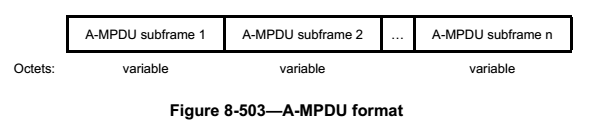 A-MPDU subframe 1 A-MPDU subframe 2 … A-MPDU subframe n
Octets: variable variable variable
Figure 8-503—A-MPDU format